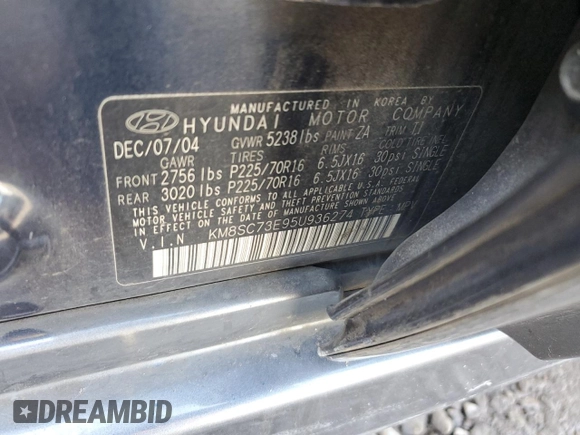 MANUFACTURED IN KOREA BY
HYUNDAI MOTOR COMPANY
DEC/07/04 GVWR 5238lbs PAINT ZA TRIM TJ
GAWR TIRES RIMS COLD TIRE INFL
FRONT 2756 lbs P225/70R16 6.5JX16 30psi SINGLE
REAR 3020 lbs P225/70R16 6.5JX16 30psi SINGLE
THIS VEHICLE CONFORMS TO ALL APPLICABLE U.S.A. FEDERAL
MOTOR VEHICLE SAFETY, BUMPER, AND THEFT PREVENTION STANDARDS
IN EFFECT ON THE DATE OF MANUFACTURE SHOWN ABOVE.
V.I.N KM8SC73E95U936274 TYPE: MPV
DREAMBID